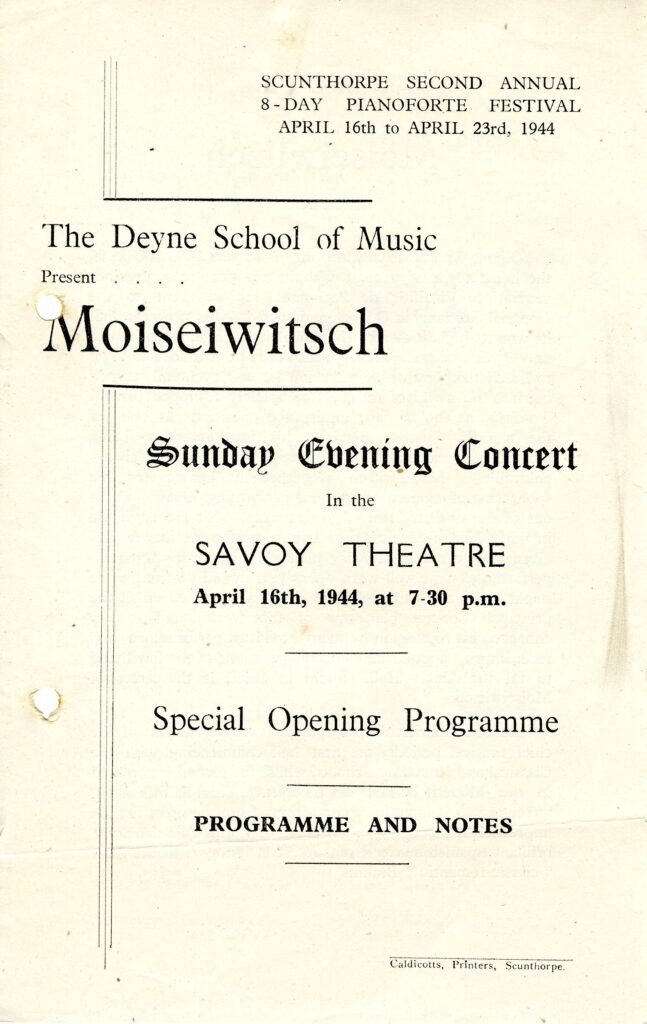 SCUNTHORPE SECOND ANNUAL
8-DAY PIANOFORTE FESTIVAL
APRIL 16th to APRIL 23rd, 1944
The Deyne School of Music
Present . . . .
Moiseiwitsch
Sunday Evening Concert
In the
SAVOY THEATRE
April 16th, 1944, at 7-30 p.m.
Special Opening Programme
PROGRAMME AND NOTES
Caldicotts, Printers, Scunthorpe.